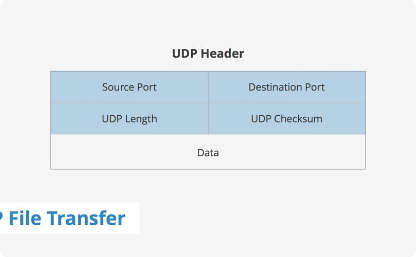 UDP Header
Source Port Destination Port
UDP Length UDP Checksum
Data
P File Transfer